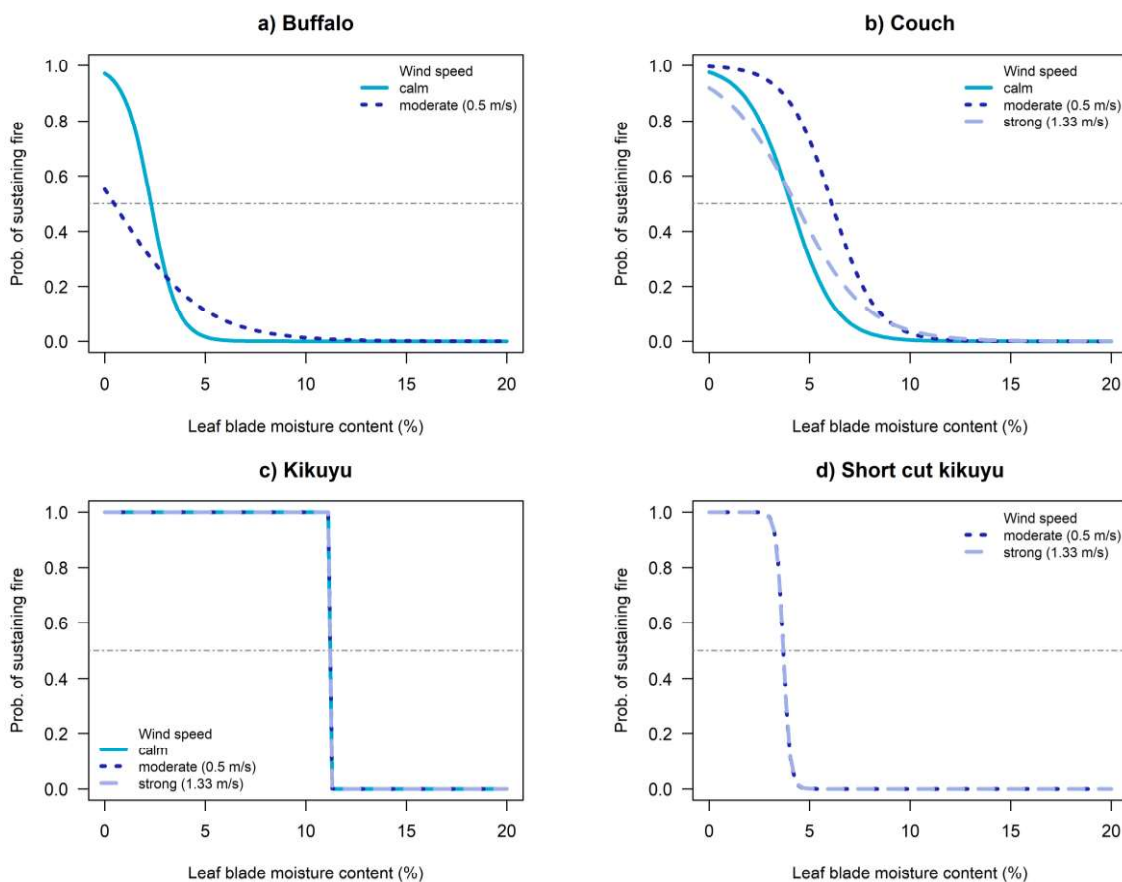 a) Buffalo
Prob. of sustaining fire
1.0
0.8
0.6
0.4
0.2
0.0
Wind speed
calm
moderate (0.5 m/s)
0 5 10 15 20
Leaf blade moisture content (%)
b) Couch
Prob. of sustaining fire
1.0
0.8
0.6
0.4
0.2
0.0
Wind speed
calm
moderate (0.5 m/s)
strong (1.33 m/s)
0 5 10 15 20
Leaf blade moisture content (%)
c) Kikuyu
Prob. of sustaining fire
1.0
0.8
0.6
0.4
0.2
0.0
Wind speed
calm
moderate (0.5 m/s)
strong (1.33 m/s)
0 5 10 15 20
Leaf blade moisture content (%)
d) Short cut kikuyu
Prob. of sustaining fire
1.0
0.8
0.6
0.4
0.2
0.0
Wind speed
moderate (0.5 m/s)
strong (1.33 m/s)
0 5 10 15 20
Leaf blade moisture content (%)